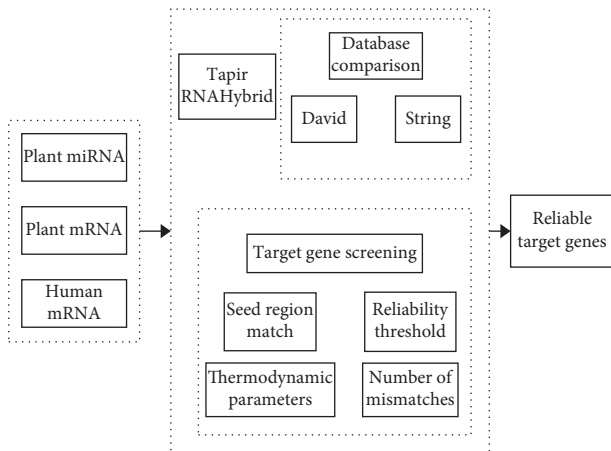 Plant miRNA
Plant mRNA
Human
mRNA
Tapir
RNAHybrid
Database
comparison
David
String
Target gene screening
Seed region
match
Reliability
threshold
Thermodynamic
parameters
Number of
mismatches
Reliable
target genes